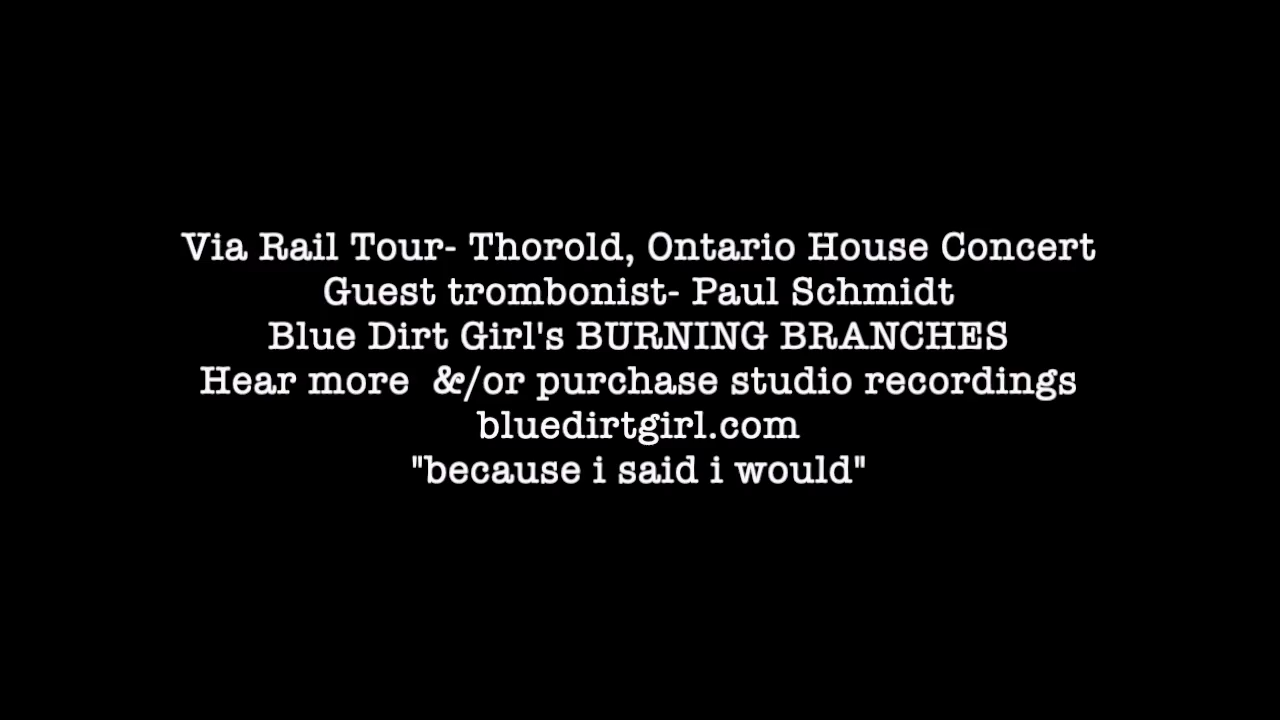 Via Rail Tour- Thorold, Ontario House Concert
Guest trombonist- Paul Schmidt
Blue Dirt Girl's BURNING BRANCHES
Hear more  &/or purchase studio recordings
bluedirtgirl.com
"because i said i would"